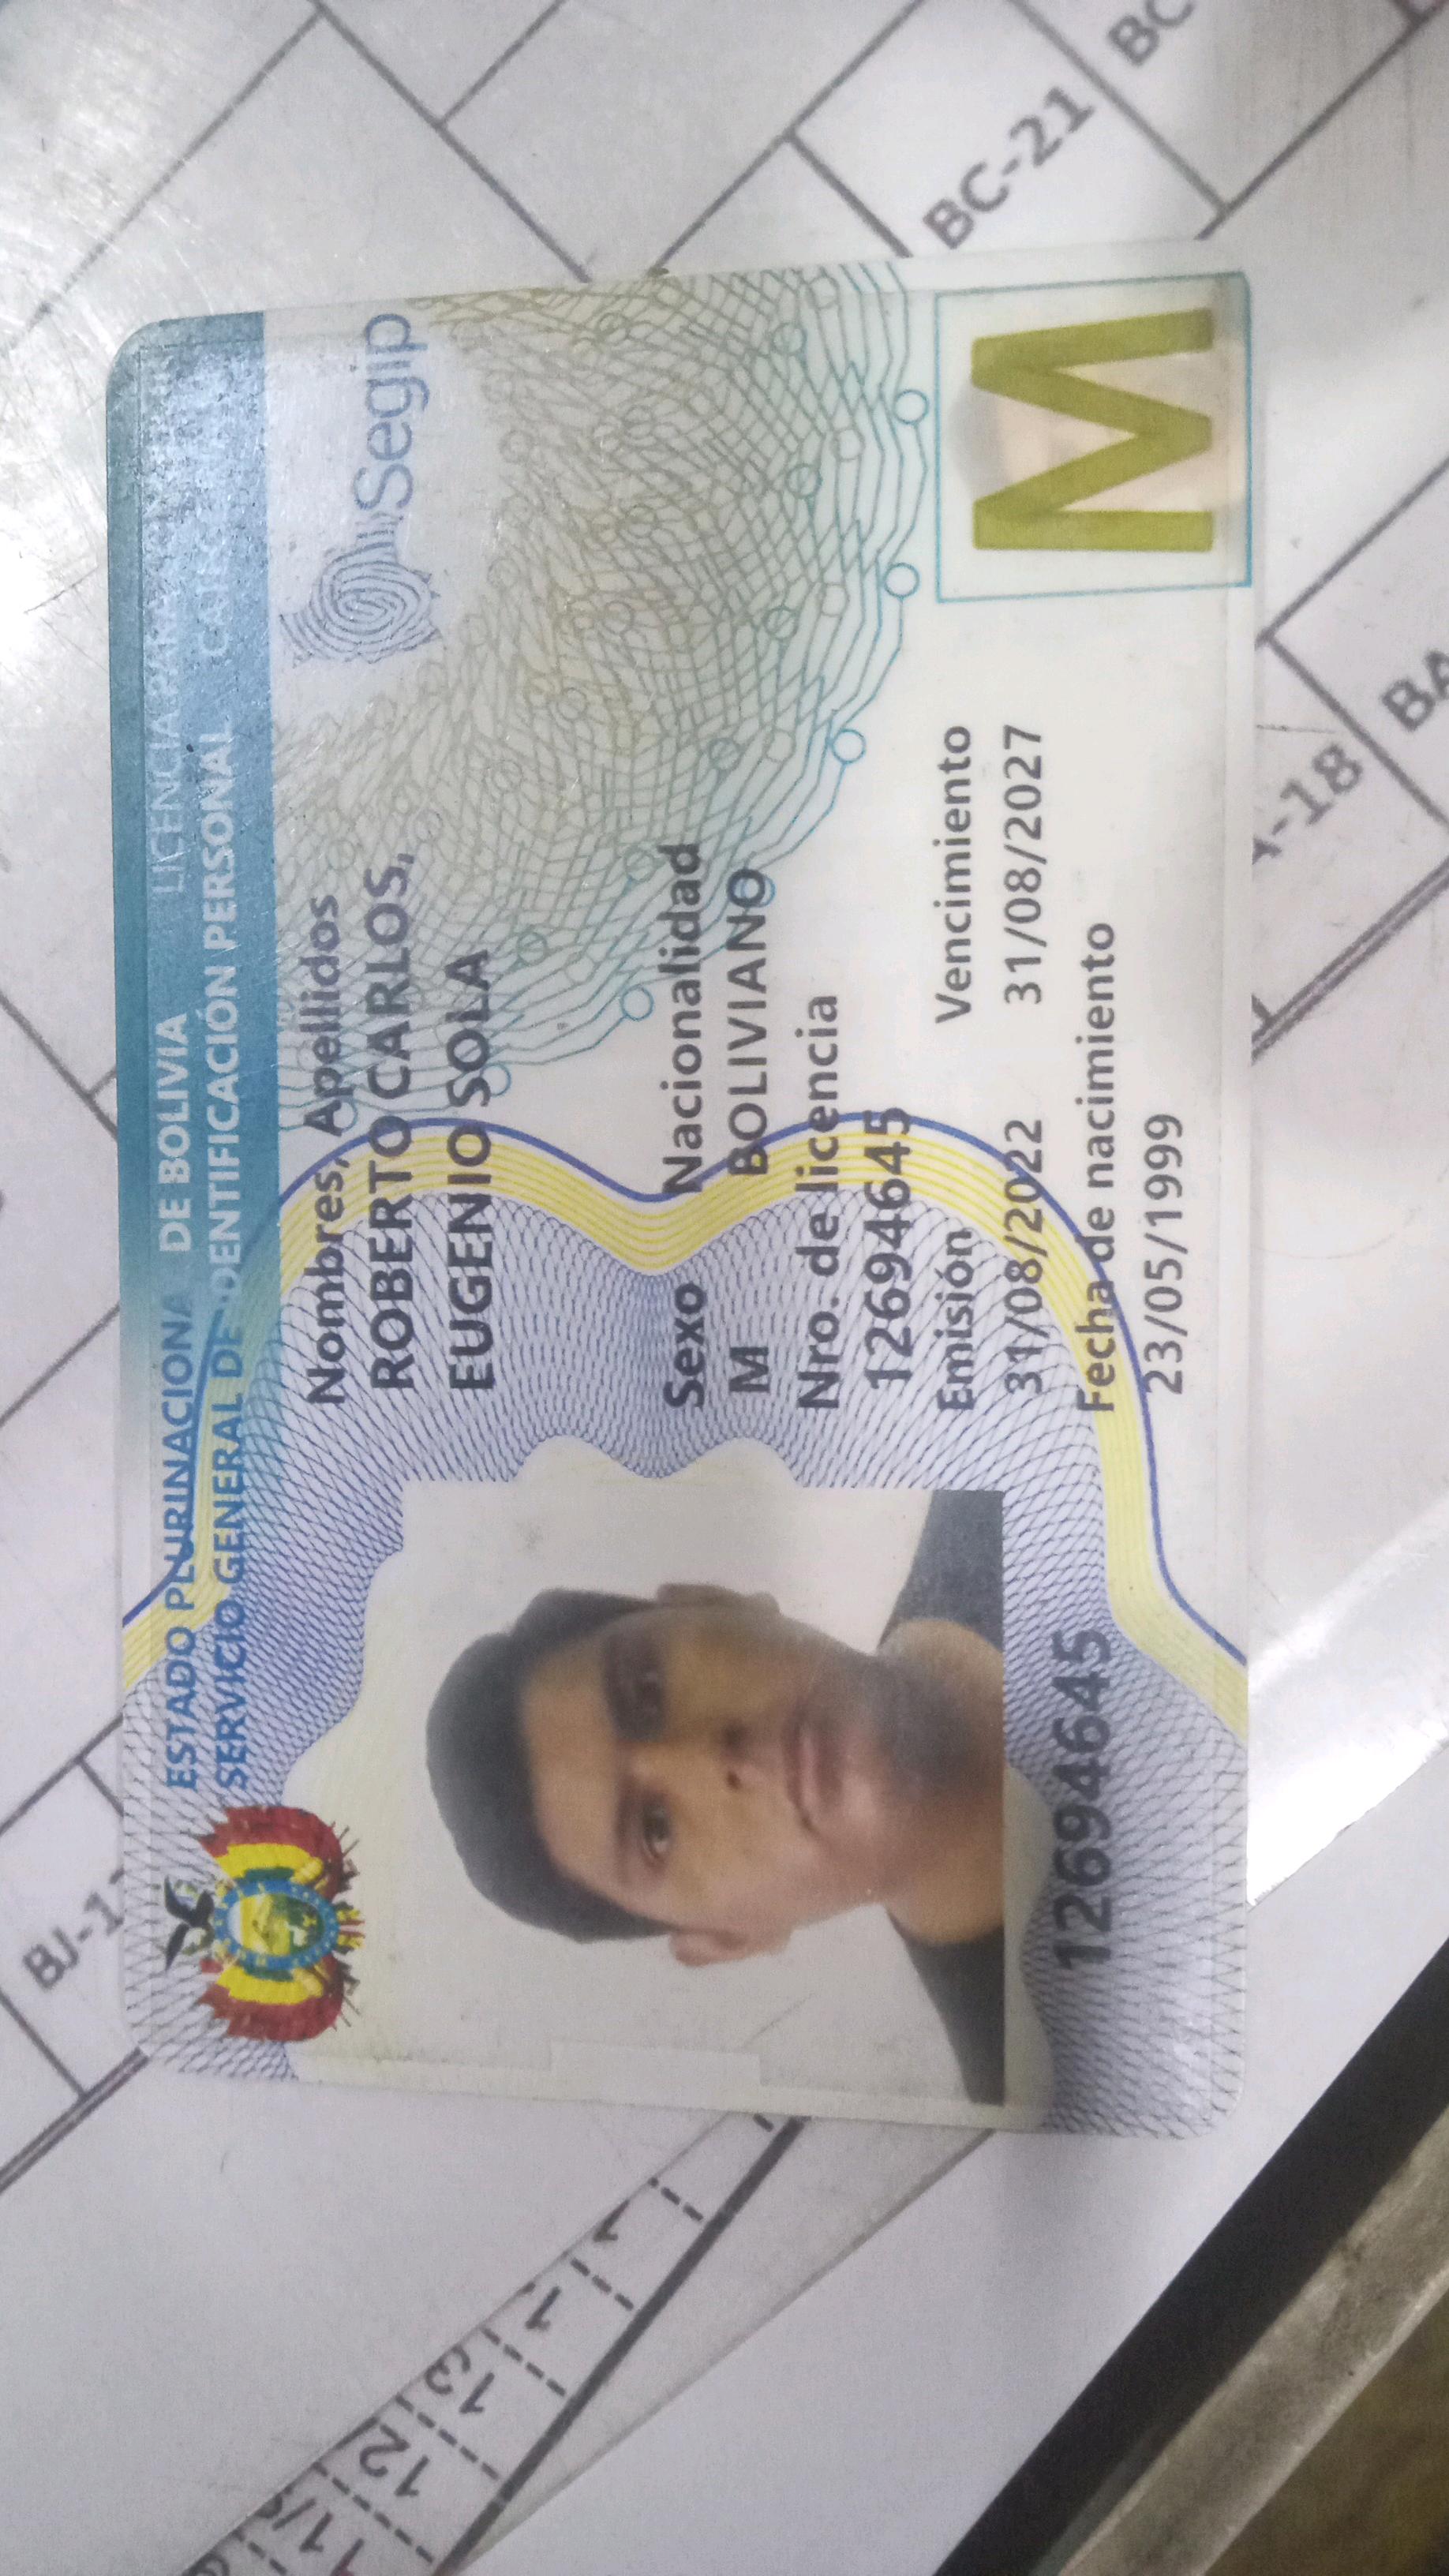 ESTADO PLURINACIONA DE BOLIVIA LICENCIA PARA
SERVICIO GENERAL DE IDENTIFICACIÓN PERSONAL
Segip
Nombres, Apellidos
ROBERTO CARLOS,
EUGENIO SOLA
Sexo Nacionalidad
M BOLIVIANO
Nro. de licencia
12694645
Emisión Vencimiento
31/08/2022 31/08/2027
Fecha de nacimiento
23/05/1999
12694645
M
BC-21
BC
BA
-18
BJ-1
13
12
11/